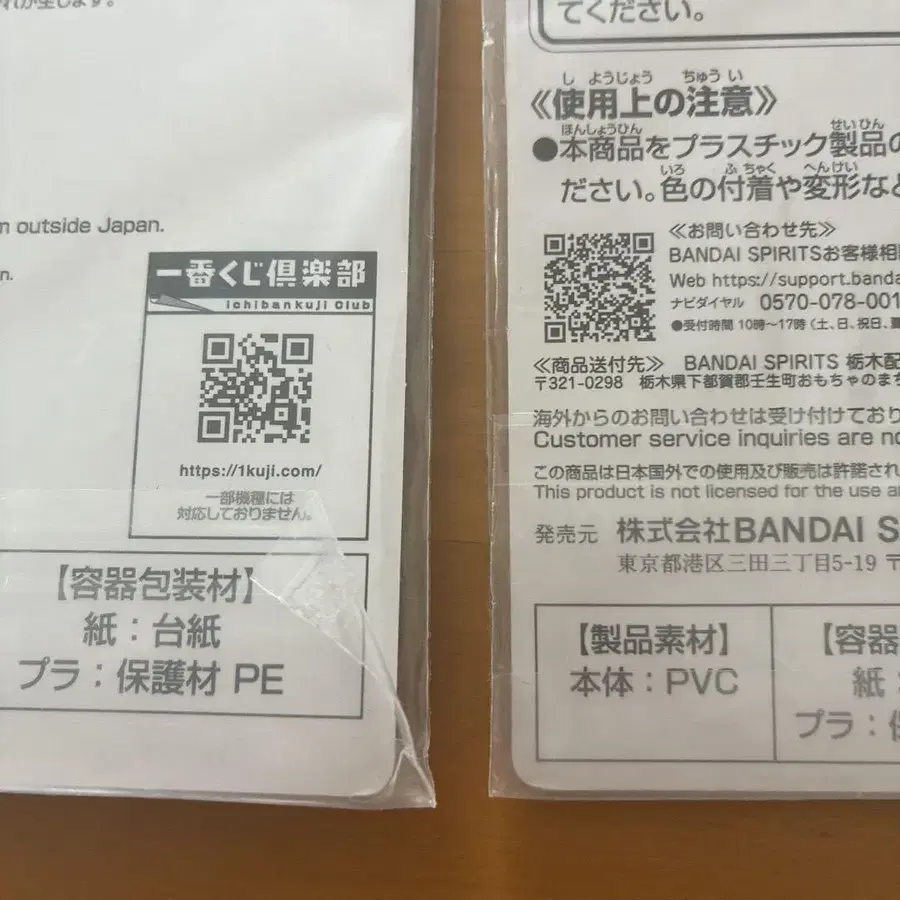 れが生じます。
m outside Japan.
n.
一番くじ倶楽部
ichibankuji Club
https://1kuji.com/
一部機種には
対応しておりません。
【容器包装材】
紙：台紙
プラ：保護材 PE
てください。
し ようじょう ちゅう い
《使用上の注意》
ほんしょうひん せいひん
●本商品をプラスチック製品の
いろ ふ ちゃく へんけい
ださい。色の付着や変形など
≪お問い合わせ先≫
BANDAI SPIRITSお客様相
Web https://support.banda
ナビダイヤル 0570-078-001
●受付時間 10時～17時 (土、日、祝日、
≪商品送付先≫ BANDAI SPIRITS 栃木配
〒321-0298 栃木県下都賀郡壬生町おもちゃのま
海外からのお問い合わせは受け付けており
Customer service inquiries are no
この商品は日本国外での使用及び販売は許諾され
This product is not licensed for the use a
発売元 株式会社BANDAI S
東京都港区三田三丁目5-19 〒
【製品素材】
本体：PVC
【容器
紙：
プラ：保